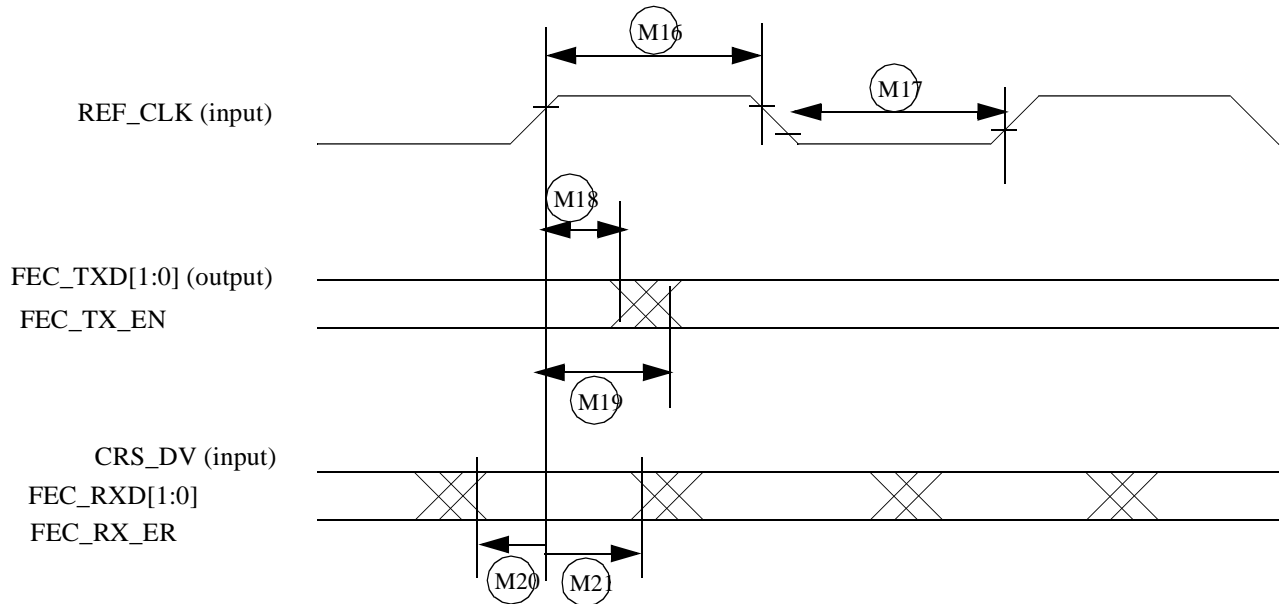 M16
M17
REF_CLK (input)
M18
FEC_TXD[1:0] (output)
FEC_TX_EN
M19
CRS_DV (input)
FEC_RXD[1:0]
FEC_RX_ER
M20
M21